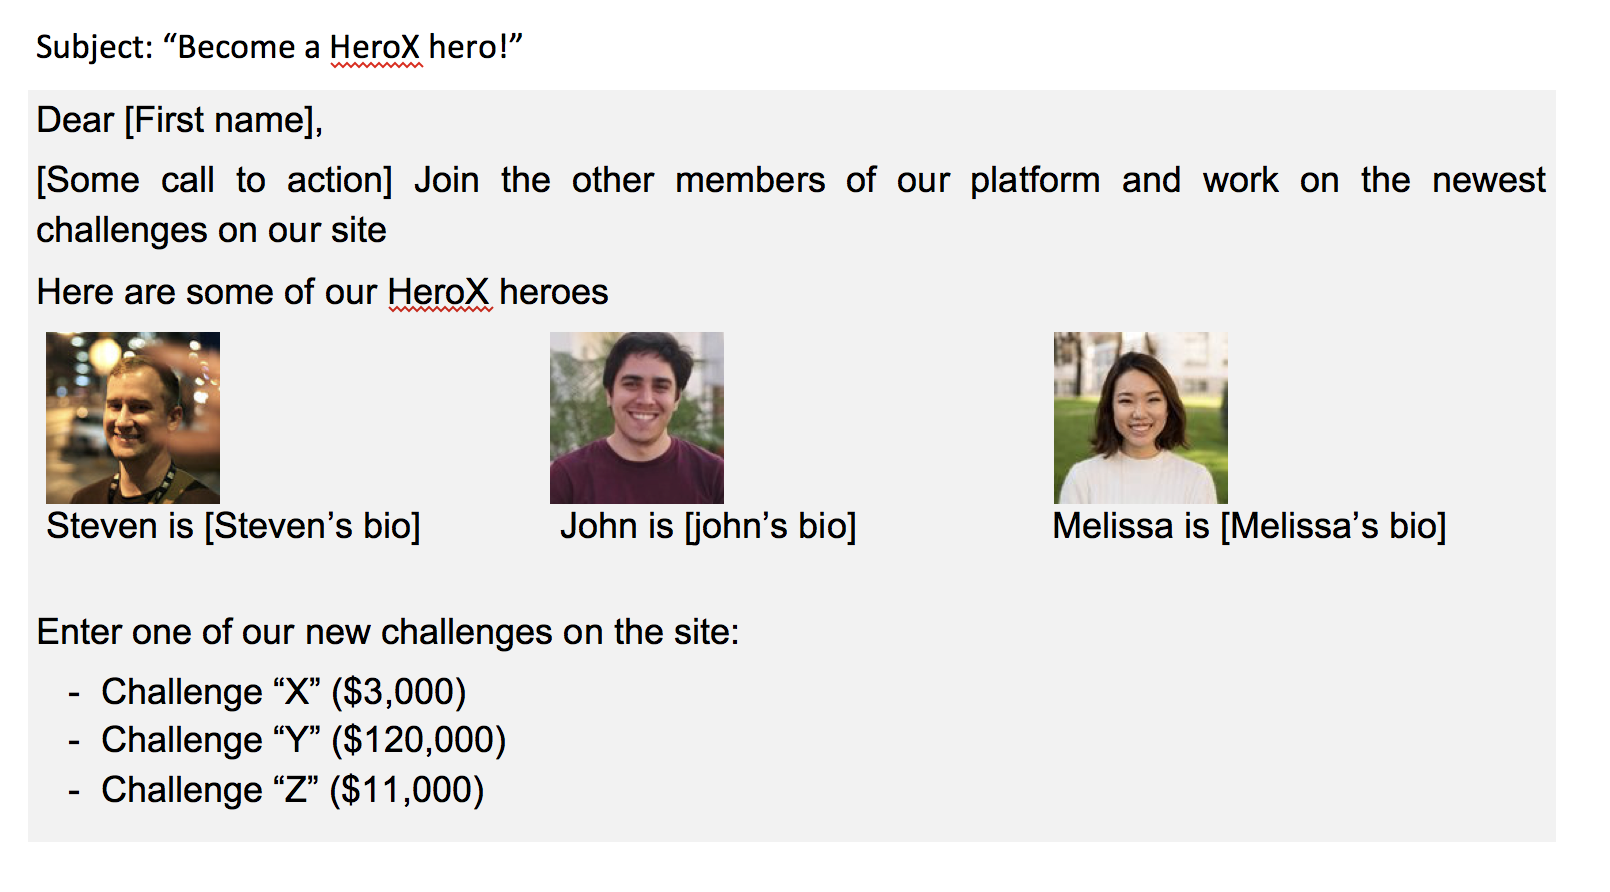 Subject: “Become a HeroX hero!”
Dear [First name],
[Some call to action] Join the other members of our platform and work on the newest
challenges on our site
Here are some of our HeroX heroes
Steven is [Steven’s bio] John is [john’s bio] Melissa is [Melissa’s bio]
Enter one of our new challenges on the site:
- Challenge “X” ($3,000)
- Challenge “Y” ($120,000)
- Challenge “Z” ($11,000)